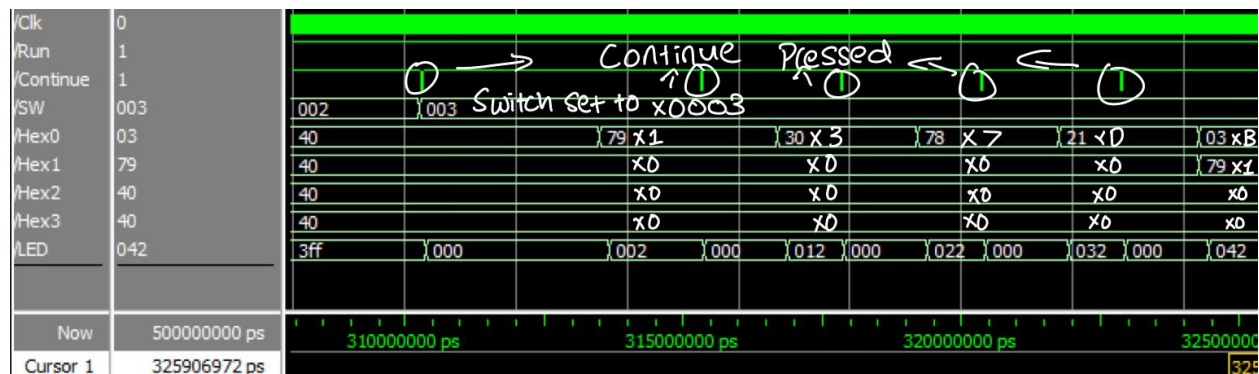 /Clk 0
/Run 1 Continue Pressed
/Continue 1
/SW 003 002 003 Switch set to x0003
/Hex0 03 40 79 x1 30 x3 78 x7 21 xD 03 xB
/Hex1 79 40 x0 x0 x0 x0 79 x1
/Hex2 40 40 x0 x0 x0 x0 x0
/Hex3 40 40 x0 x0 x0 x0 x0
/LED 042 3ff 000 002 000 012 000 022 000 032 000 042
Now 500000000 ps 310000000 ps 315000000 ps 320000000 ps 32500000
Cursor 1 325906972 ps 325